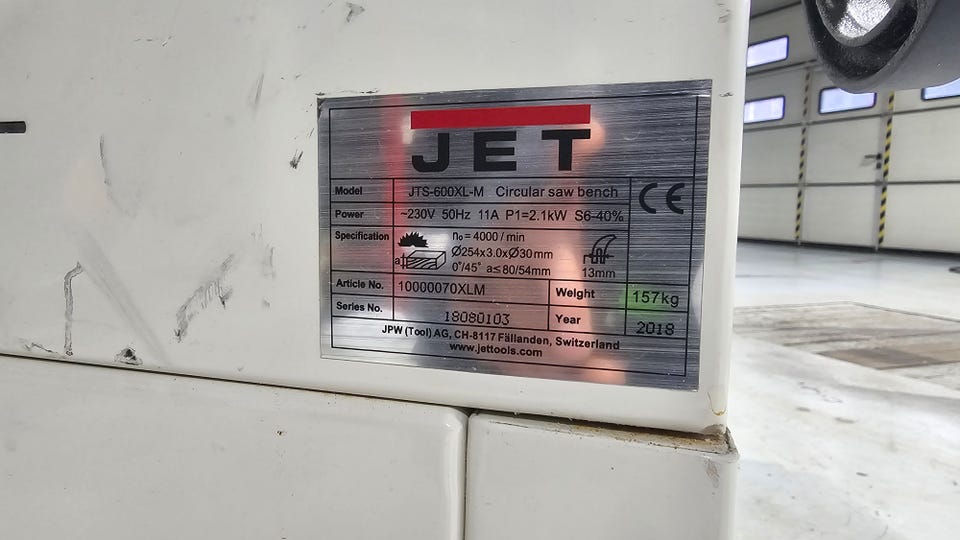 JET
Model JTS-600XL-M Circular saw bench CE
Power ~230V 50Hz 11A P1=2.1kW S6-40%
Specification n₀ = 4000 / min
a Ø254x3.0xØ30mm
0°/45° a≤80/54mm 13mm
Article No. 10000070XLM Weight 157kg
Series No. 18080103 Year 2018
JPW (Tool) AG, CH-8117 Fällanden, Switzerland
www.jettools.com